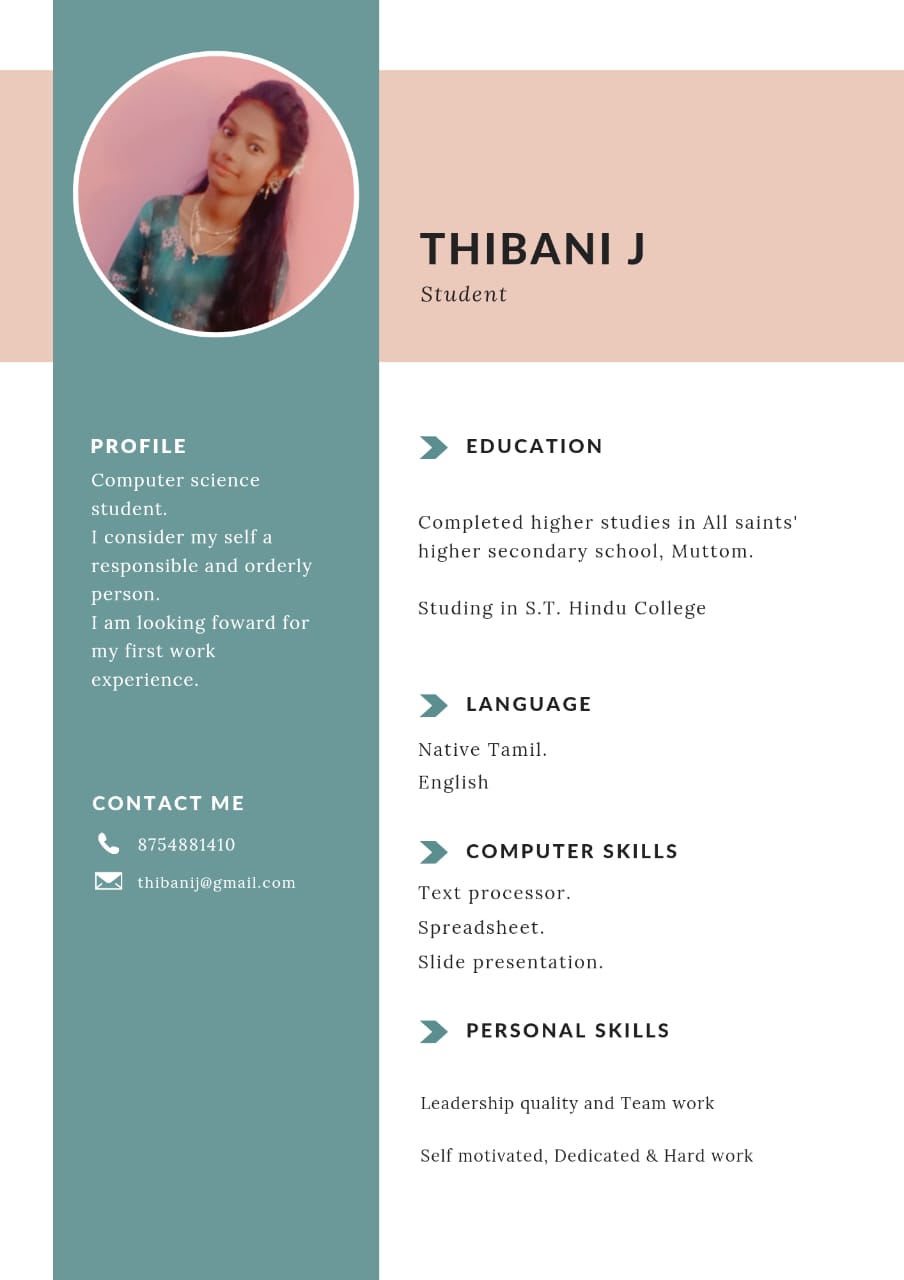 THIBANI J
Student
PROFILE
Computer science
student.
I consider my self a
responsible and orderly
person.
I am looking foward for
my first work
experience.
CONTACT ME
8754881410
thibanij@gmail.com
EDUCATION
Completed higher studies in All saints'
higher secondary school, Muttom.
Studing in S.T. Hindu College
LANGUAGE
Native Tamil.
English
COMPUTER SKILLS
Text processor.
Spreadsheet.
Slide presentation.
PERSONAL SKILLS
Leadership quality and Team work
Self motivated, Dedicated & Hard work